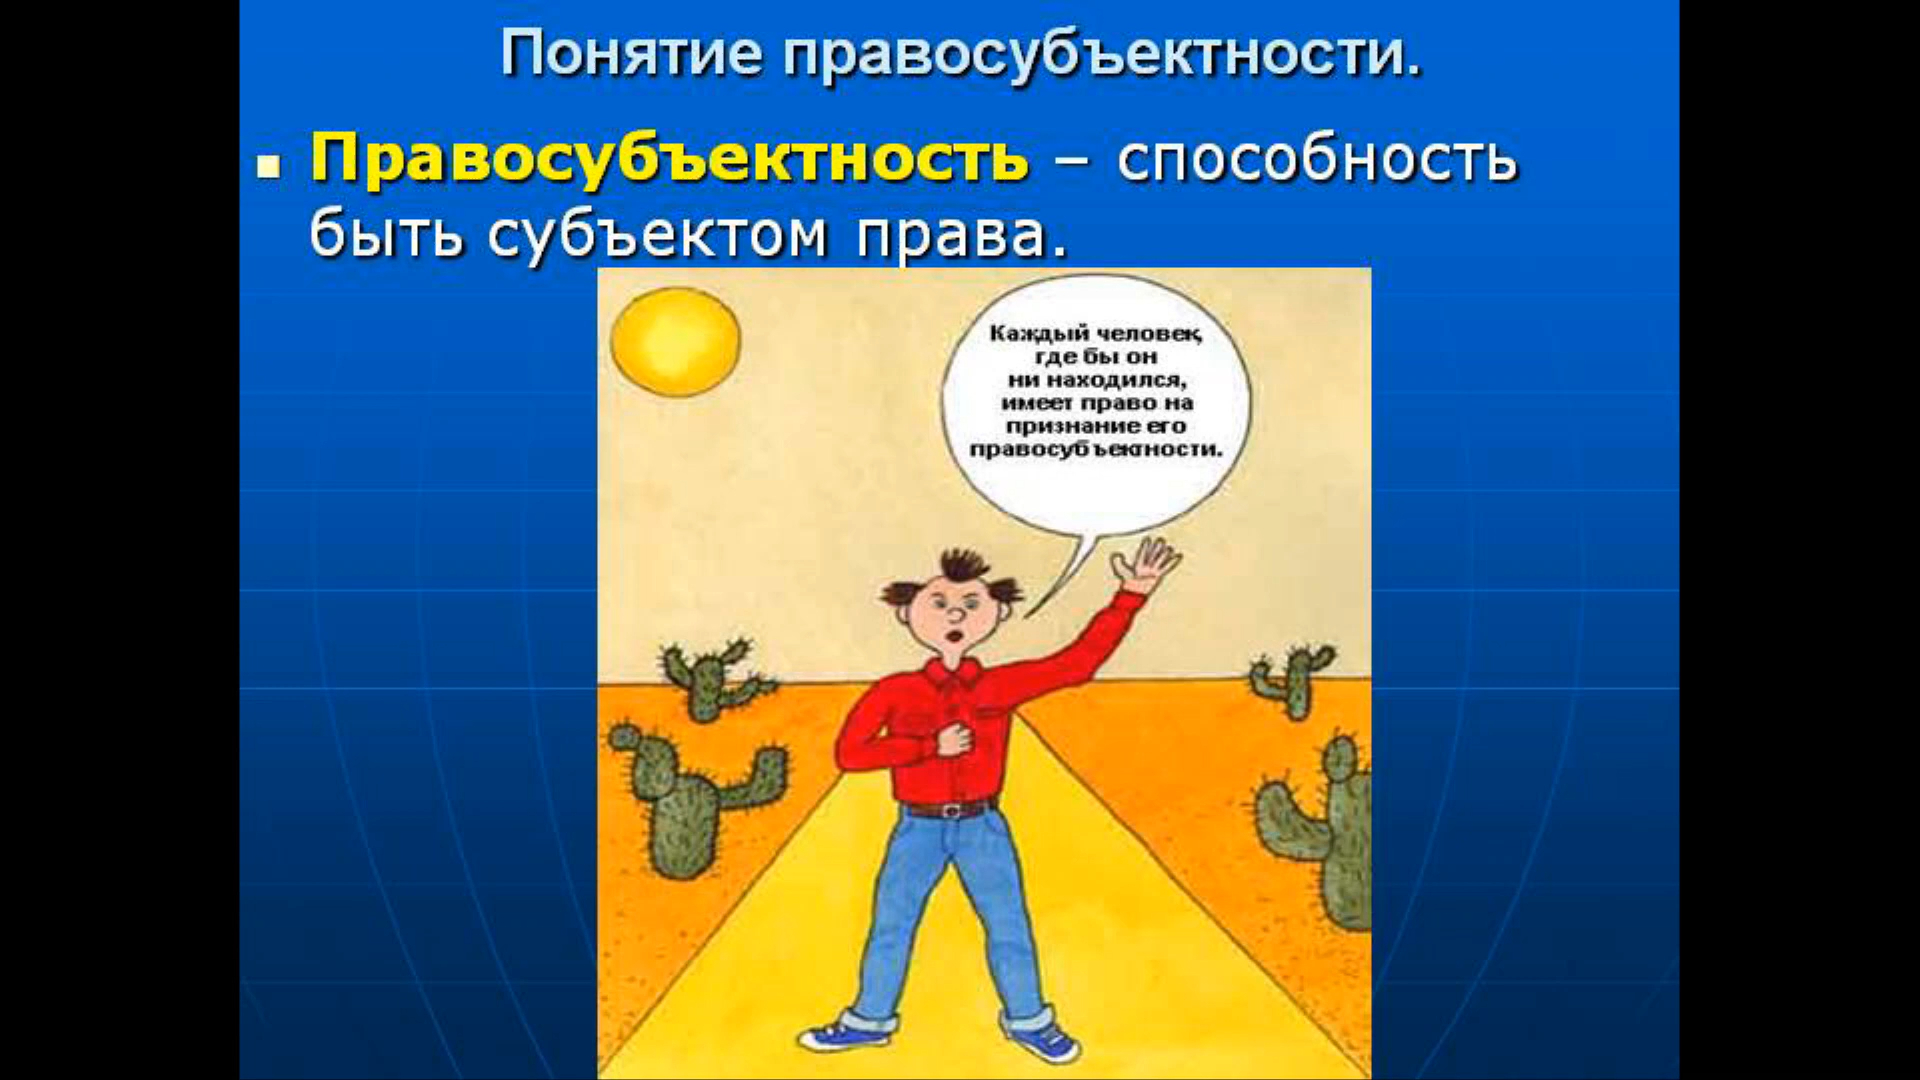 Понятие правосубъектности.
Правосубъектность – способность
быть субъектом права.
Каждый человек,
где бы он
ни находился,
имеет право на
признание его
правосубъектности.